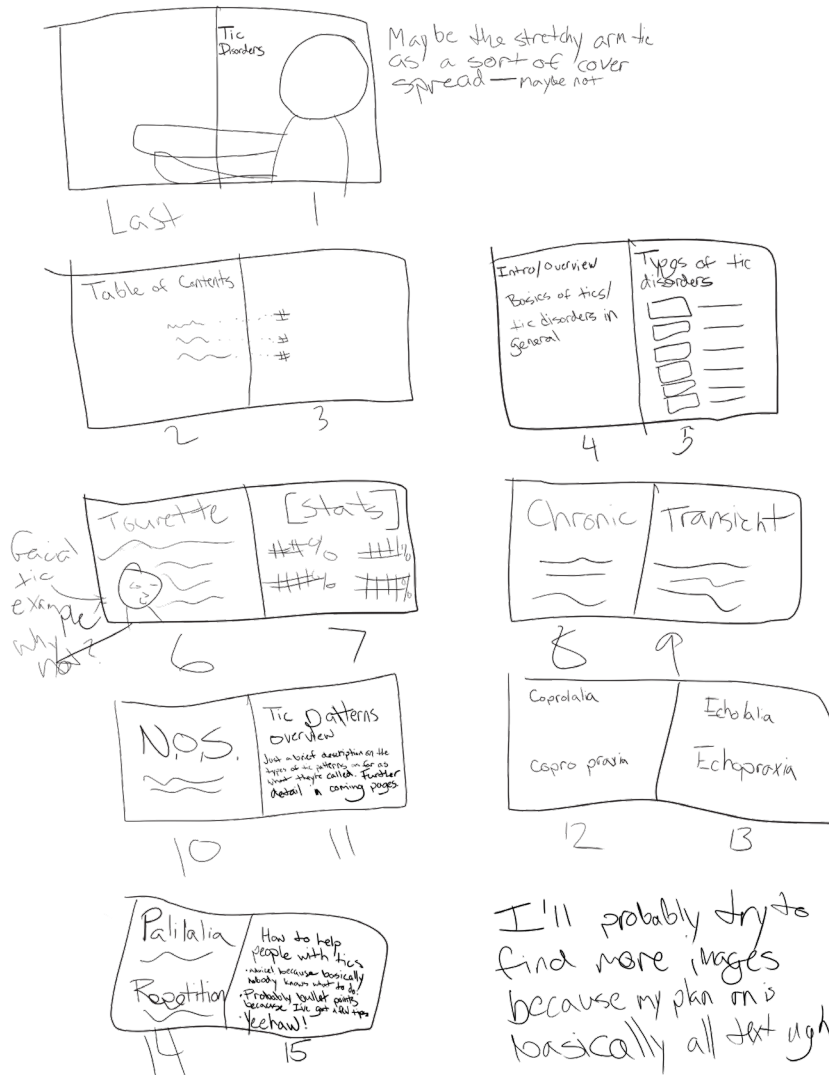 Tic
Disorders
Maybe the stretchy arm tic
as a sort of cover
spread — maybe not
Last
1
Table of Contents
#
#
#
2
3
Intro/Overview
Basics of tics/
tic disorders in
general
4
Types of tic
disorders
5
Tourette
6
[Stats]
##%
###%
###%
###%
7
Facial
tic
example
why
not?
Chronic
8
Transient
9
N.O.S.
10
Tic Patterns
overview
Just a brief description on the
types of tic patterns as far as
what they're called. Further
detail in coming pages
11
Coprolalia
Copropraxia
12
Echolalia
Echopraxia
13
Palilalia
Repetition
14
How to help
people with tics
because basically
nobody knows what to do.
• Probably bullet points
because I've got a few tips
Yeehaw!
15
I'll probably try to
find more images
because my plan rn is
basically all text ugh